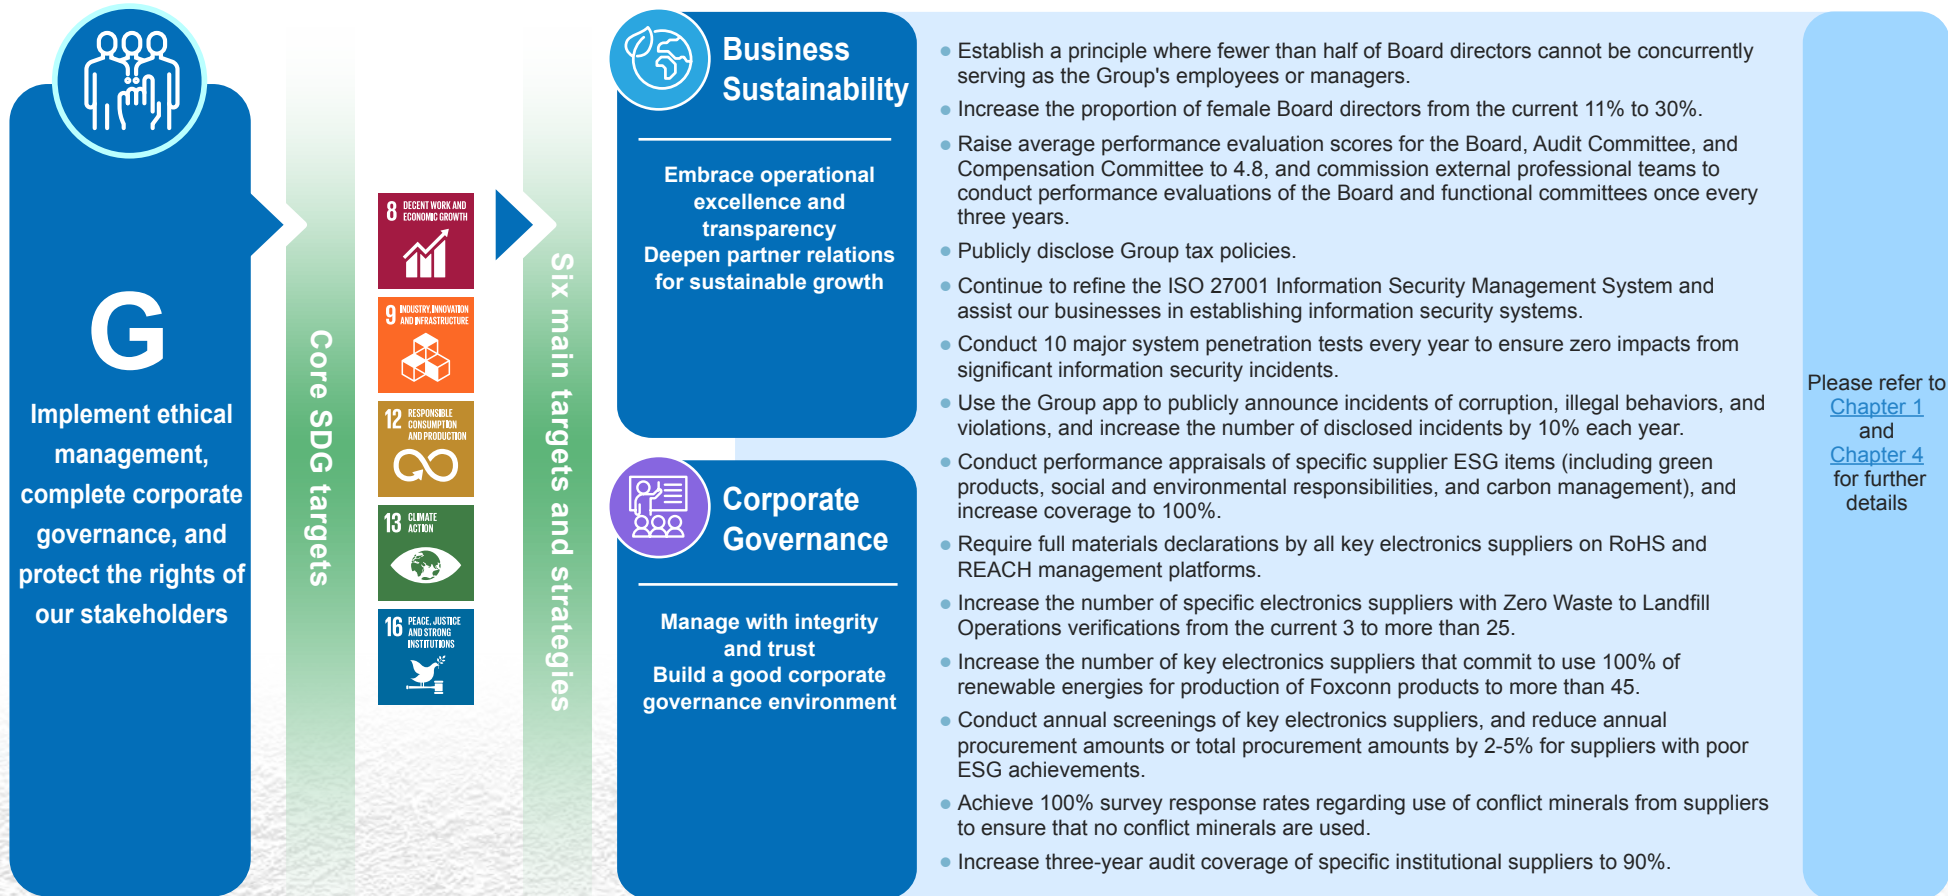 G
Implement ethical
management,
complete corporate
governance, and
protect the rights of
our stakeholders
Core SDG targets
8 DECENT WORK AND
ECONOMIC GROWTH
9 INDUSTRY, INNOVATION
AND INFRASTRUCTURE
12 RESPONSIBLE
CONSUMPTION
AND PRODUCTION
13 CLIMATE
ACTION
16 PEACE, JUSTICE
AND STRONG
INSTITUTIONS
Six main targets and strategies
Business
Sustainability
Embrace operational
excellence and
transparency
Deepen partner relations
for sustainable growth
Corporate
Governance
Manage with integrity
and trust
Build a good corporate
governance environment
• Establish a principle where fewer than half of Board directors cannot be concurrently
serving as the Group's employees or managers.
• Increase the proportion of female Board directors from the current 11% to 30%.
• Raise average performance evaluation scores for the Board, Audit Committee, and
Compensation Committee to 4.8, and commission external professional teams to
conduct performance evaluations of the Board and functional committees once every
three years.
• Publicly disclose Group tax policies.
• Continue to refine the ISO 27001 Information Security Management System and
assist our businesses in establishing information security systems.
• Conduct 10 major system penetration tests every year to ensure zero impacts from
significant information security incidents.
• Use the Group app to publicly announce incidents of corruption, illegal behaviors, and
violations, and increase the number of disclosed incidents by 10% each year.
• Conduct performance appraisals of specific supplier ESG items (including green
products, social and environmental responsibilities, and carbon management), and
increase coverage to 100%.
• Require full materials declarations by all key electronics suppliers on RoHS and
REACH management platforms.
• Increase the number of specific electronics suppliers with Zero Waste to Landfill
Operations verifications from the current 3 to more than 25.
• Increase the number of key electronics suppliers that commit to use 100% of
renewable energies for production of Foxconn products to more than 45.
• Conduct annual screenings of key electronics suppliers, and reduce annual
procurement amounts or total procurement amounts by 2-5% for suppliers with poor
ESG achievements.
• Achieve 100% survey response rates regarding use of conflict minerals from suppliers
to ensure that no conflict minerals are used.
• Increase three-year audit coverage of specific institutional suppliers to 90%.
Please refer to
Chapter 1
and
Chapter 4
for further
details